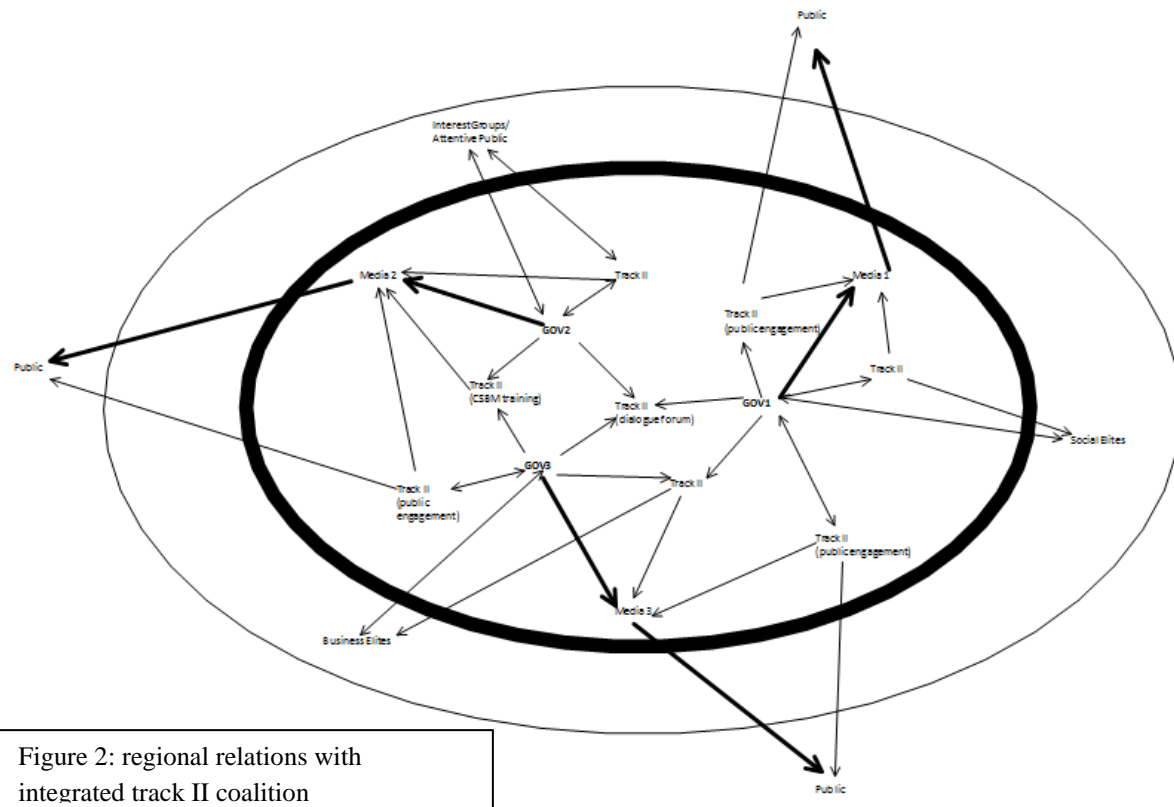 Public
Interest Groups/
Attentive Public
Media 2
Track II
Media 1
Track II
(public engagement)
GOV2
Public
Track II
Track II
(CSBM training)
Track II
(dialogue forum)
GOV1
Social Elites
GOV3
Track II
(public
engagement)
Track II
Track II
(public engagement)
Media 3
Business Elites
Public
Figure 2: regional relations with
integrated track II coalition